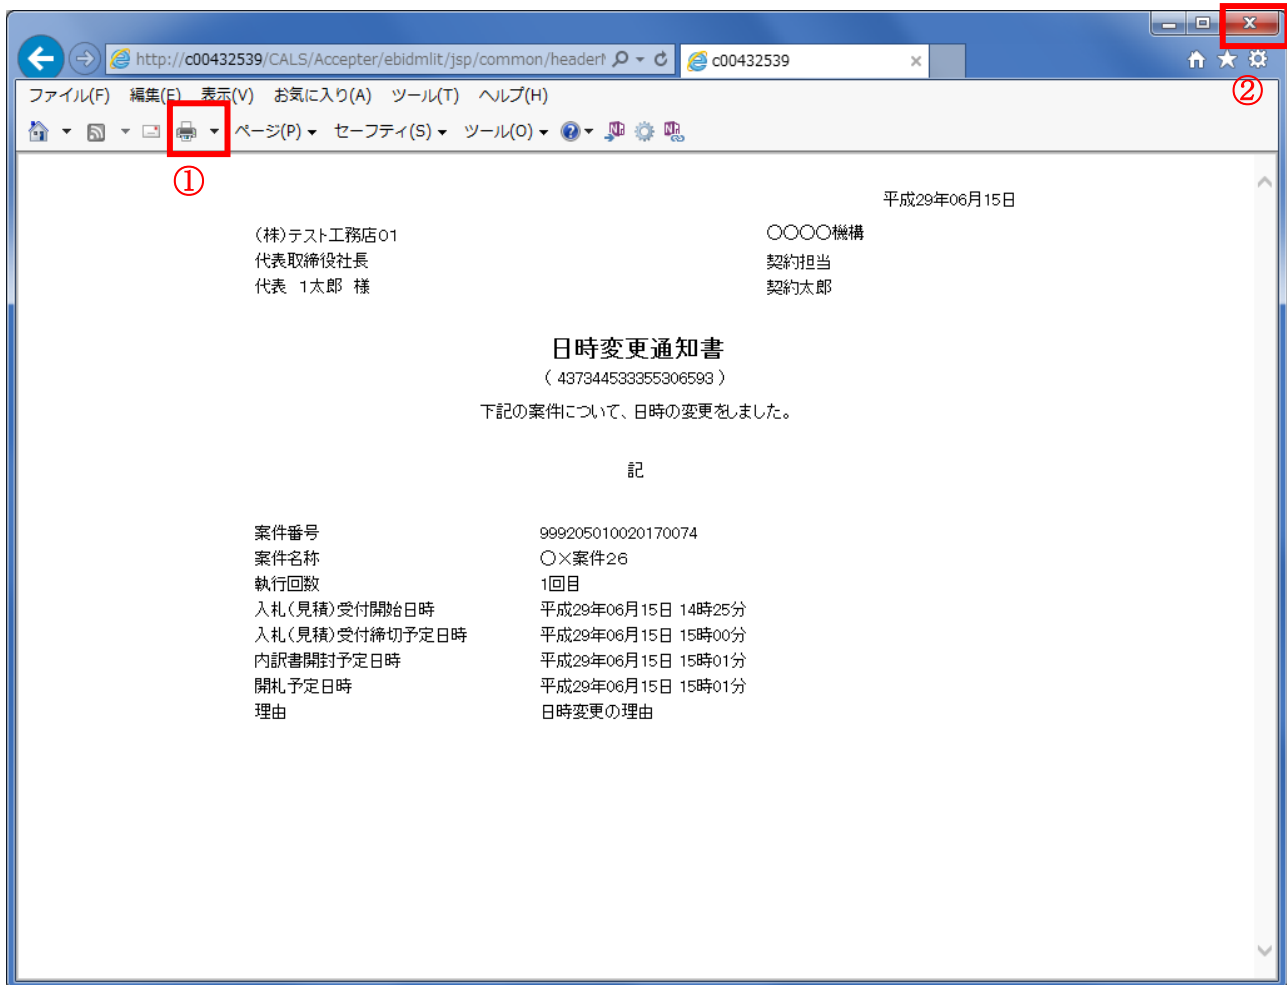 http://c00432539/CALS/Accepter/ebidmlit/jsp/common/header
c00432539
ファイル(F) 編集(E) 表示(V) お気に入り(A) ツール(T) ヘルプ(H)
②
ページ(P) セーフティ(S) ツール(O)
①
平成29年06月15日
(株)テスト工務店01
〇〇〇〇機構
代表取締役社長
契約担当
代表 1太郎 様
契約太郎
日時変更通知書
( 437344533355306593 )
下記の案件について、日時の変更をしました。
記
案件番号 999205010020170074
案件名称 〇×案件26
執行回数 1回目
入札(見積)受付開始日時 平成29年06月15日 14時25分
入札(見積)受付締切予定日時 平成29年06月15日 15時00分
内訳書開封予定日時 平成29年06月15日 15時01分
開札予定日時 平成29年06月15日 15時01分
理由 日時変更の理由